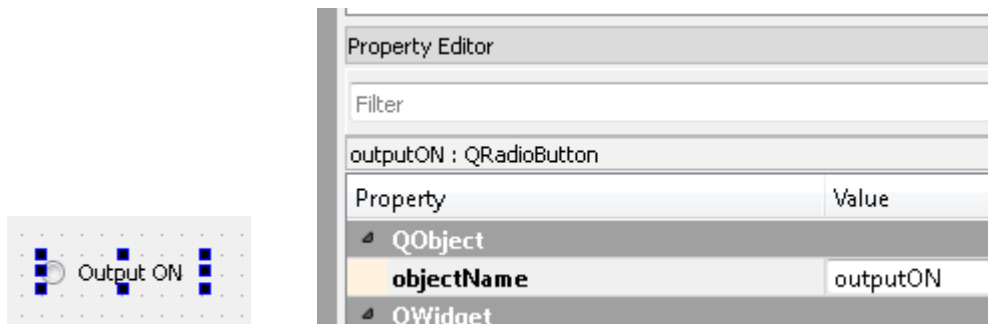 Property Editor
Filter
outputON : QRadioButton
Property Value
QObject
objectName outputON
QWidget
Output ON